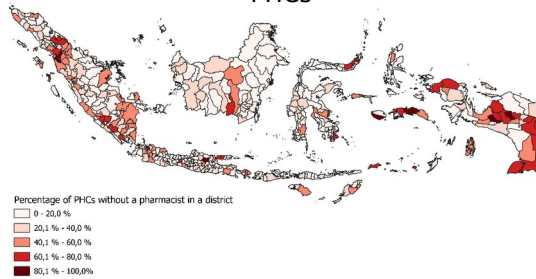 PHCs
Percentage of PHCs without a pharmacist in a district
0 - 20,0 %
20,1 % - 40,0 %
40,1 % - 60,0 %
60,1 % - 80,0 %
80,1 % - 100,0%